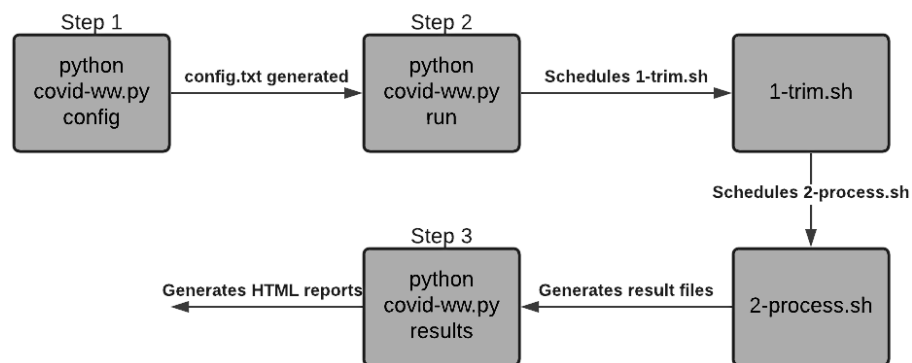 Step 1
python
covid-ww.py
config
config.txt generated
Step 2
python
covid-ww.py
run
Schedules 1-trim.sh
1-trim.sh
Schedules 2-process.sh
2-process.sh
Generates result files
Step 3
python
covid-ww.py
results
Generates HTML reports